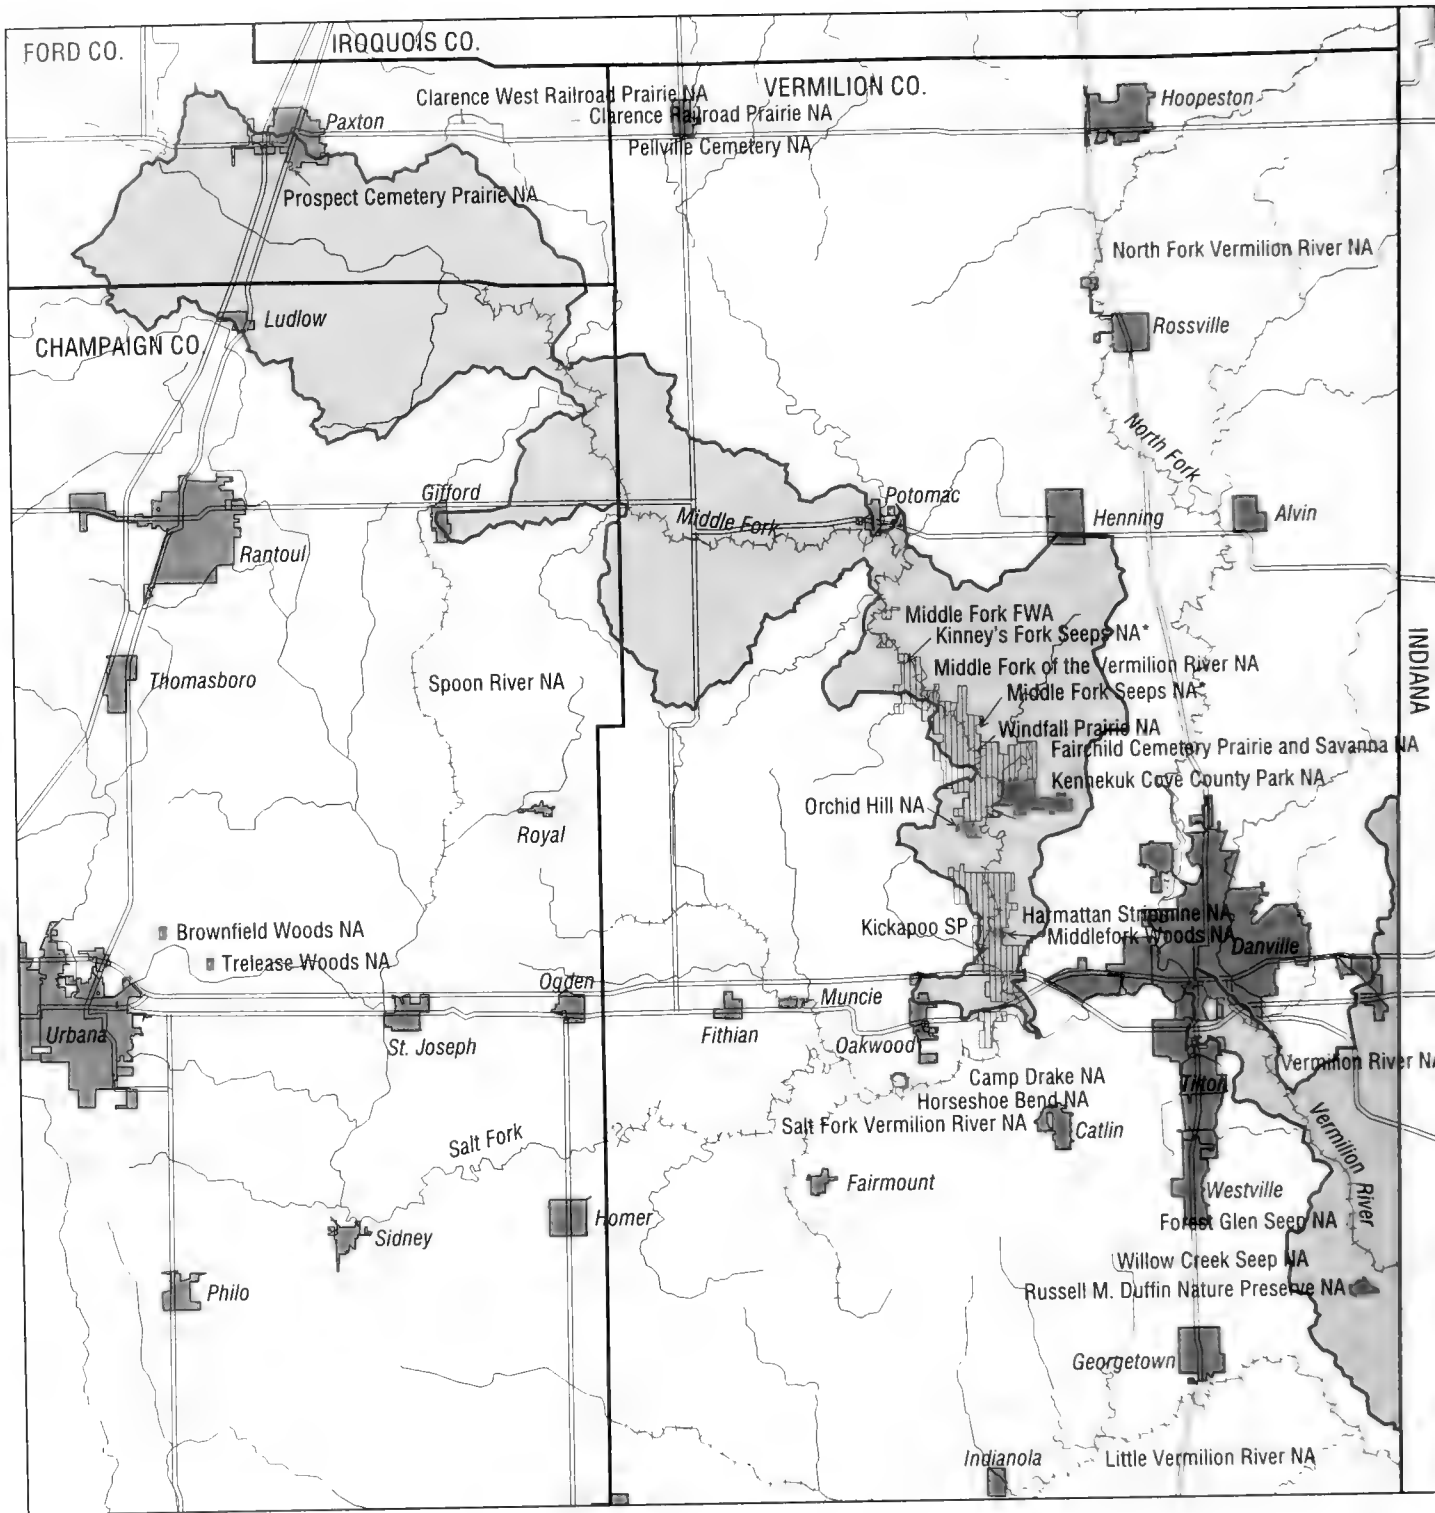 FORD CO.
IRQQUOIS CO.
VERMILION CO.
Clarence West Railroad Prairie NA
Hoopeston
Paxton
Clarence Railroad Prairie NA
Pellville Cemetery NA
Prospect Cemetery Prairie NA
North Fork Vermilion River NA
Ludlow
Rossville
CHAMPAIGN CO.
North Fork
Gifford
Potomac
Middle Fork
Henning
Alvin
Rantoul
Middle Fork FWA
Kinney's Fork Seeps NA*
INDIANA
Middle Fork of the Vermilion River NA
Thomasboro
Spoon River NA
Middle Fork Seeps NA*
Windfall Prairie NA
Fairchild Cemetery Prairie and Savanna NA
Kennekuk Cove County Park NA
Orchid Hill NA
Royal
Brownfield Woods NA
Kickapoo SP
Harmattan Stripmine NA
Middlefork Woods NA
Danville
Trelease Woods NA
Ogden
Muncie
Urbana
St. Joseph
Fithian
Oakwood
Vermilion River NA
Camp Drake NA
Tilton
Horseshoe Bend NA
Salt Fork Vermilion River NA
Catlin
Salt Fork
Vermilion River
Fairmount
Westville
Homer
Forest Glen Seep NA
Sidney
Willow Creek Seep NA
Philo
Russell M. Duffin Nature Preserve NA
Georgetown
Indianola
Little Vermilion River NA